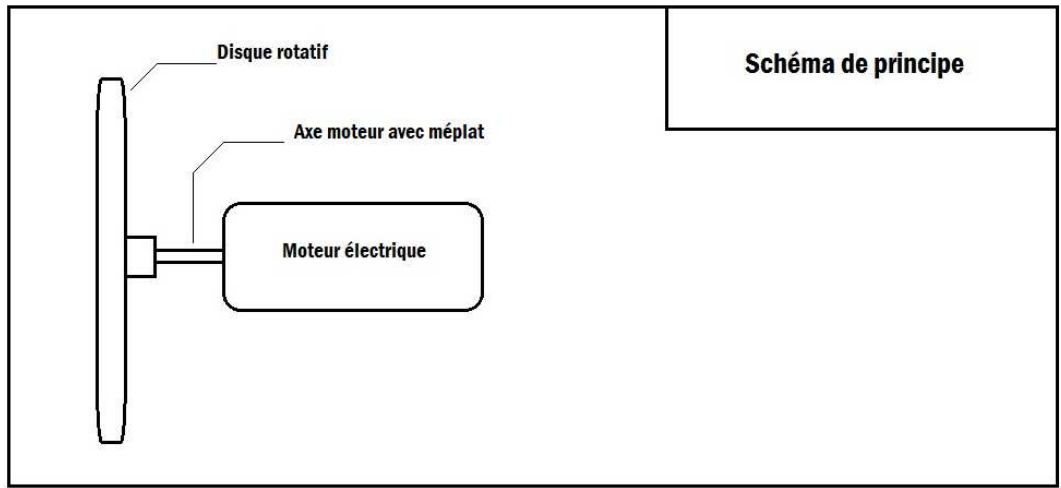 Disque rotatif
Schéma de principe
Axe moteur avec méplat
Moteur électrique